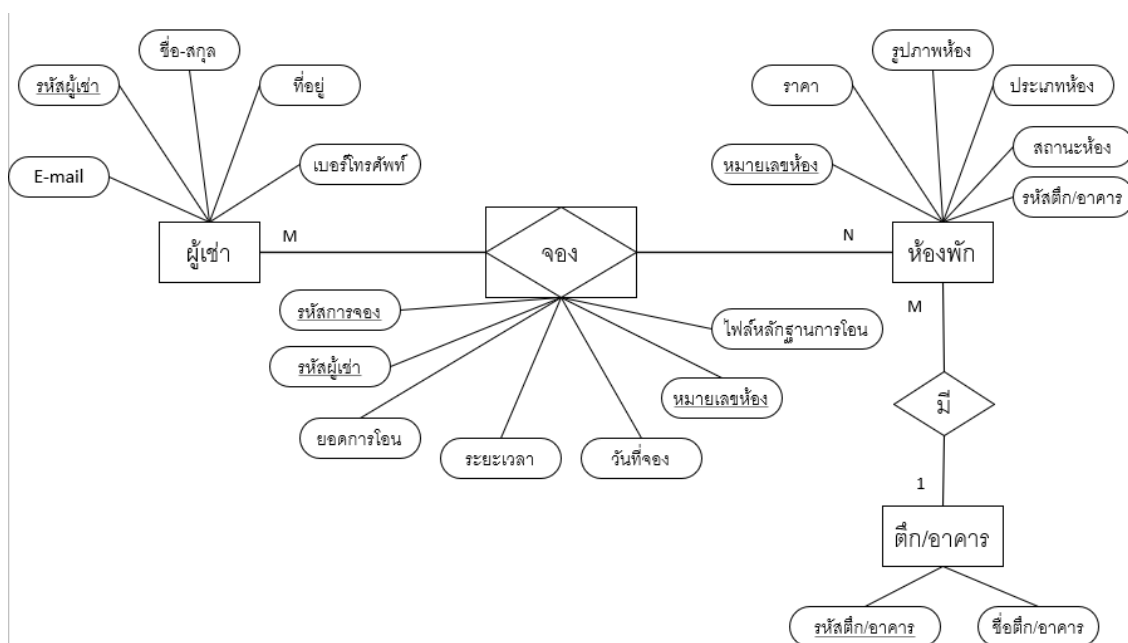 ชื่อ-สกุล
รูปภาพห้อง
รหัสผู้เช่า
ที่อยู่
ราคา
ประเภทห้อง
E-mail
เบอร์โทรศัพท์
หมายเลขห้อง
สถานะห้อง
รหัสตึก/อาคาร
ผู้เช่า
M
จอง
N
ห้องพัก
รหัสการจอง
ไฟล์หลักฐานการโอน
M
รหัสผู้เช่า
หมายเลขห้อง
มี
ยอดการโอน
ระยะเวลา
วันที่จอง
1
ตึก/อาคาร
รหัสตึก/อาคาร
ชื่อตึก/อาคาร